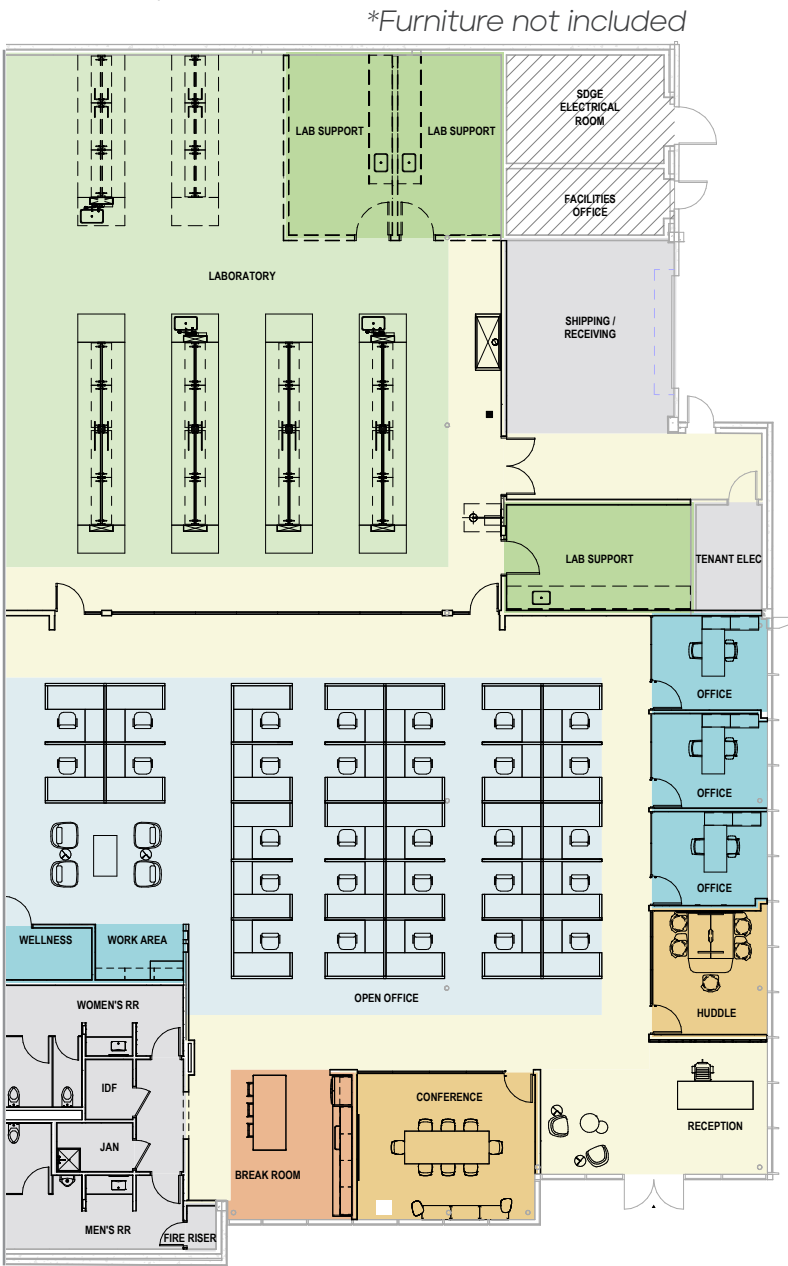 *Furniture not included
SDGE
ELECTRICAL
ROOM
LAB SUPPORT
LAB SUPPORT
FACILITIES
OFFICE
LABORATORY
SHIPPING /
RECEIVING
LAB SUPPORT
TENANT ELEC
OFFICE
OFFICE
OFFICE
WELLNESS
WORK AREA
OPEN OFFICE
WOMEN'S RR
HUDDLE
IDF
CONFERENCE
JAN
RECEPTION
BREAK ROOM
MEN'S RR
FIRE RISER